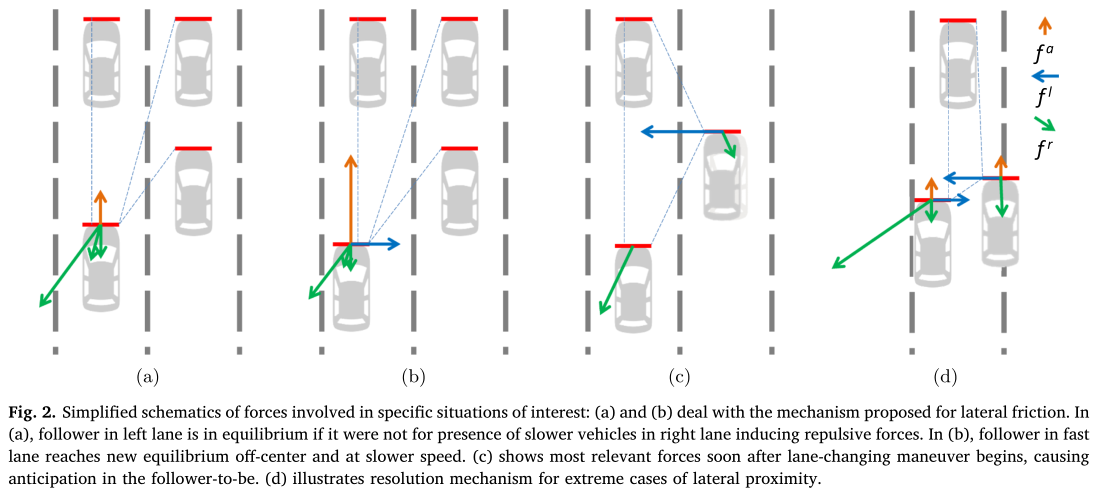 f^a
f^l
f^r
(a)
(b)
(c)
(d)
Fig. 2. Simplified schematics of forces involved in specific situations of interest: (a) and (b) deal with the mechanism proposed for lateral friction. In
(a), follower in left lane is in equilibrium if it were not for presence of slower vehicles in right lane inducing repulsive forces. In (b), follower in fast
lane reaches new equilibrium off-center and at slower speed. (c) shows most relevant forces soon after lane-changing maneuver begins, causing
anticipation in the follower-to-be. (d) illustrates resolution mechanism for extreme cases of lateral proximity.